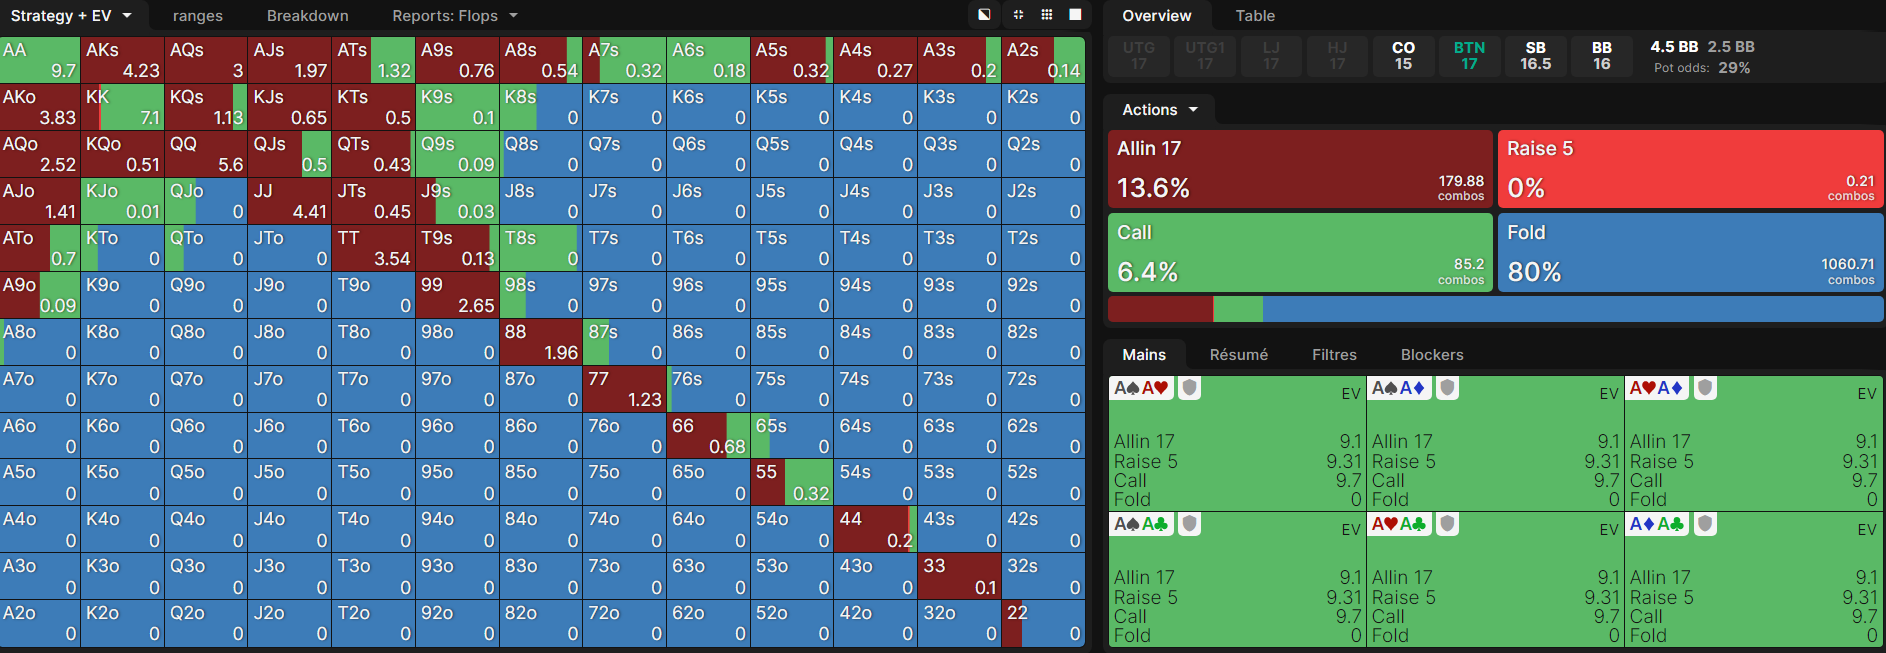 Strategy + EV ranges Breakdown Reports: Flops
AA 9.7 AKs 4.23 AQs 3 AJs 1.97 ATs 1.32 A9s 0.76 A8s 0.54 A7s 0.32 A6s 0.18 A5s 0.32 A4s 0.27 A3s 0.2 A2s 0.14
AKo 3.83 KK 7.1 KQs 1.13 KJs 0.65 KTs 0.5 K9s 0.1 K8s 0 K7s 0 K6s 0 K5s 0 K4s 0 K3s 0 K2s 0
AQo 2.52 KQo 0.51 QQ 5.6 QJs 0.5 QTs 0.43 Q9s 0.09 Q8s 0 Q7s 0 Q6s 0 Q5s 0 Q4s 0 Q3s 0 Q2s 0
AJo 1.41 KJo 0.01 QJo 0 JJ 4.41 JTs 0.45 J9s 0.03 J8s 0 J7s 0 J6s 0 J5s 0 J4s 0 J3s 0 J2s 0
ATo 0.7 KTo 0 QTo 0 JTo 0 TT 3.54 T9s 0.13 T8s 0 T7s 0 T6s 0 T5s 0 T4s 0 T3s 0 T2s 0
A9o 0.09 K9o 0 Q9o 0 J9o 0 T9o 0 99 2.65 98s 0 97s 0 96s 0 95s 0 94s 0 93s 0 92s 0
A8o 0 K8o 0 Q8o 0 J8o 0 T8o 0 98o 0 88 1.96 87s 0 86s 0 85s 0 84s 0 83s 0 82s 0
A7o 0 K7o 0 Q7o 0 J7o 0 T7o 0 97o 0 87o 0 77 1.23 76s 0 75s 0 74s 0 73s 0 72s 0
A6o 0 K6o 0 Q6o 0 J6o 0 T6o 0 96o 0 86o 0 76o 0 66 0.68 65s 0 64s 0 63s 0 62s 0
A5o 0 K5o 0 Q5o 0 J5o 0 T5o 0 95o 0 85o 0 75o 0 65o 0 55 0.32 54s 0 53s 0 52s 0
A4o 0 K4o 0 Q4o 0 J4o 0 T4o 0 94o 0 84o 0 74o 0 64o 0 54o 0 44 0.2 43s 0 42s 0
A3o 0 K3o 0 Q3o 0 J3o 0 T3o 0 93o 0 83o 0 73o 0 63o 0 53o 0 43o 0 33 0.1 32s 0
A2o 0 K2o 0 Q2o 0 J2o 0 T2o 0 92o 0 82o 0 72o 0 62o 0 52o 0 42o 0 32o 0 22 0
Overview Table
UTG UTG1 LJ HJ CO BTN SB BB 4.5 BB 2.5 BB
17 17 17 17 15 17 16.5 16 Pot odds: 29%
Actions
Allin 17 Raise 5
13.6% 179.88 combos 0% 0.21 combos
Call Fold
6.4% 85.2 combos 80% 1060.71 combos
Mains Résumé Filtres Blockers
A♠A♥ EV A♠A♦ EV A♥A♦ EV
Allin 17 9.1 Allin 17 9.1 Allin 17 9.1
Raise 5 9.31 Raise 5 9.31 Raise 5 9.31
Call 9.7 Call 9.7 Call 9.7
Fold 0 Fold 0 Fold 0
A♠A♣ EV A♥A♣ EV A♦A♣ EV
Allin 17 9.1 Allin 17 9.1 Allin 17 9.1
Raise 5 9.31 Raise 5 9.31 Raise 5 9.31
Call 9.7 Call 9.7 Call 9.7
Fold 0 Fold 0 Fold 0